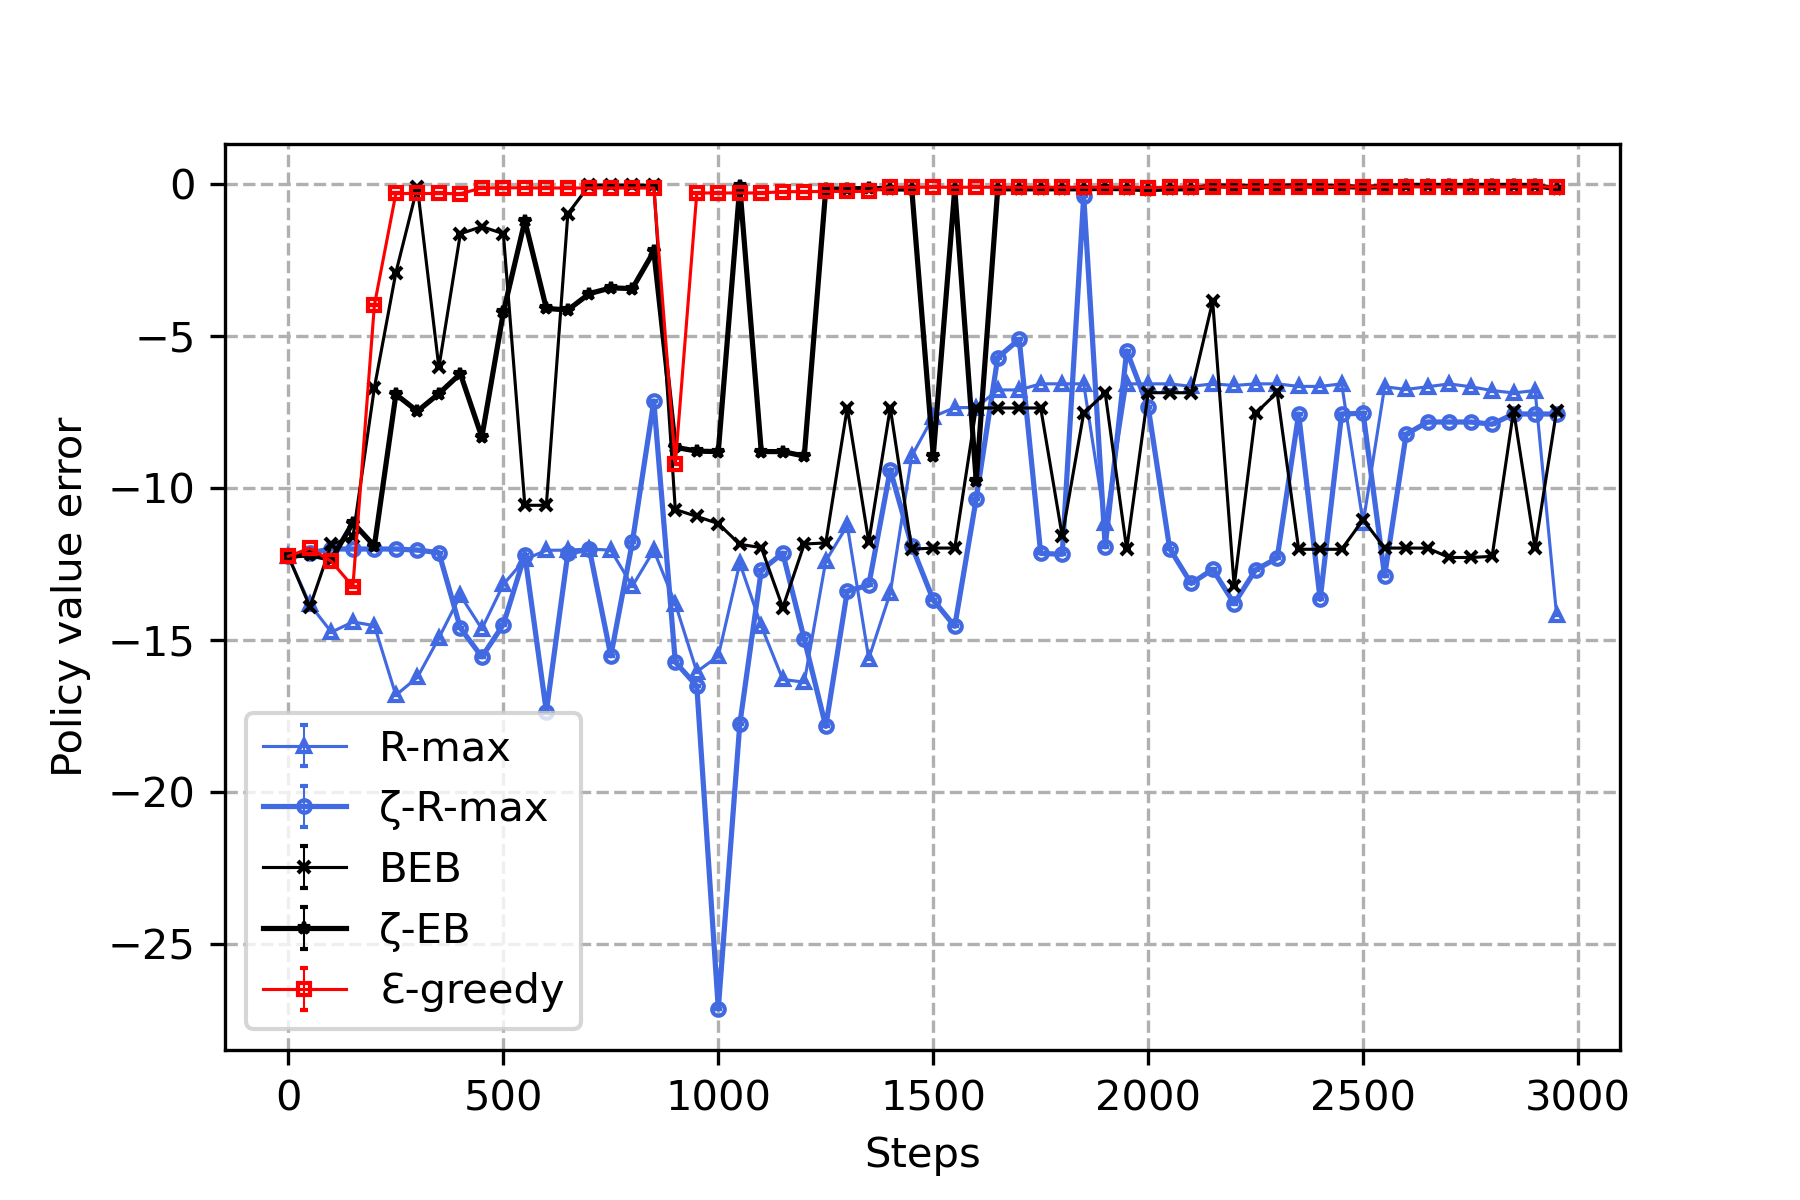 Policy value error
0
−5
−10
−15
−20
−25
R-max
ζ-R-max
BEB
ζ-EB
Ɛ-greedy
0 500 1000 1500 2000 2500 3000
Steps